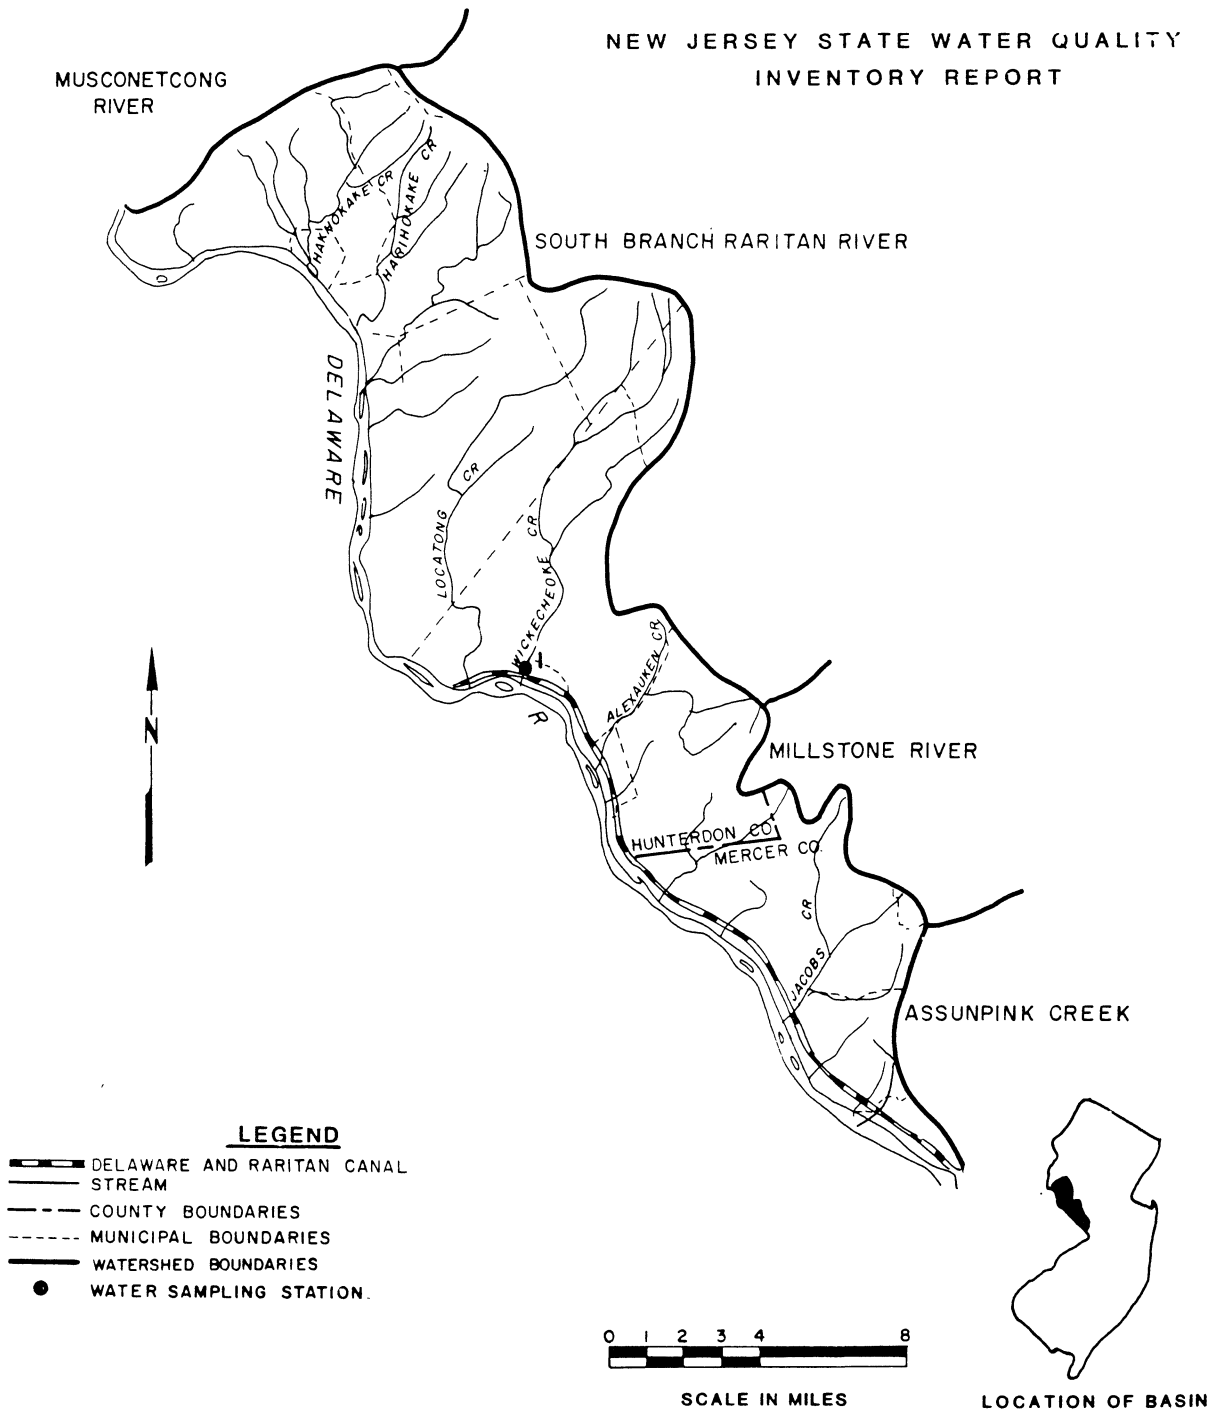 NEW JERSEY STATE WATER QUALITY
INVENTORY REPORT
MUSCONETCONG
RIVER
HAKHOKAKE CR
HARIHOKAKE CR
SOUTH BRANCH RARITAN RIVER
DELAWARE
R
LOCATONG CR
WICKECHEOKE CR
1
ALEXAUKEN CR.
MILLSTONE RIVER
HUNTERDON CO.
MERCER CO.
JACOBS CR
ASSUNPINK CREEK
N
LEGEND
DELAWARE AND RARITAN CANAL
STREAM
COUNTY BOUNDARIES
MUNICIPAL BOUNDARIES
WATERSHED BOUNDARIES
WATER SAMPLING STATION.
0 1 2 3 4 8
SCALE IN MILES
LOCATION OF BASIN